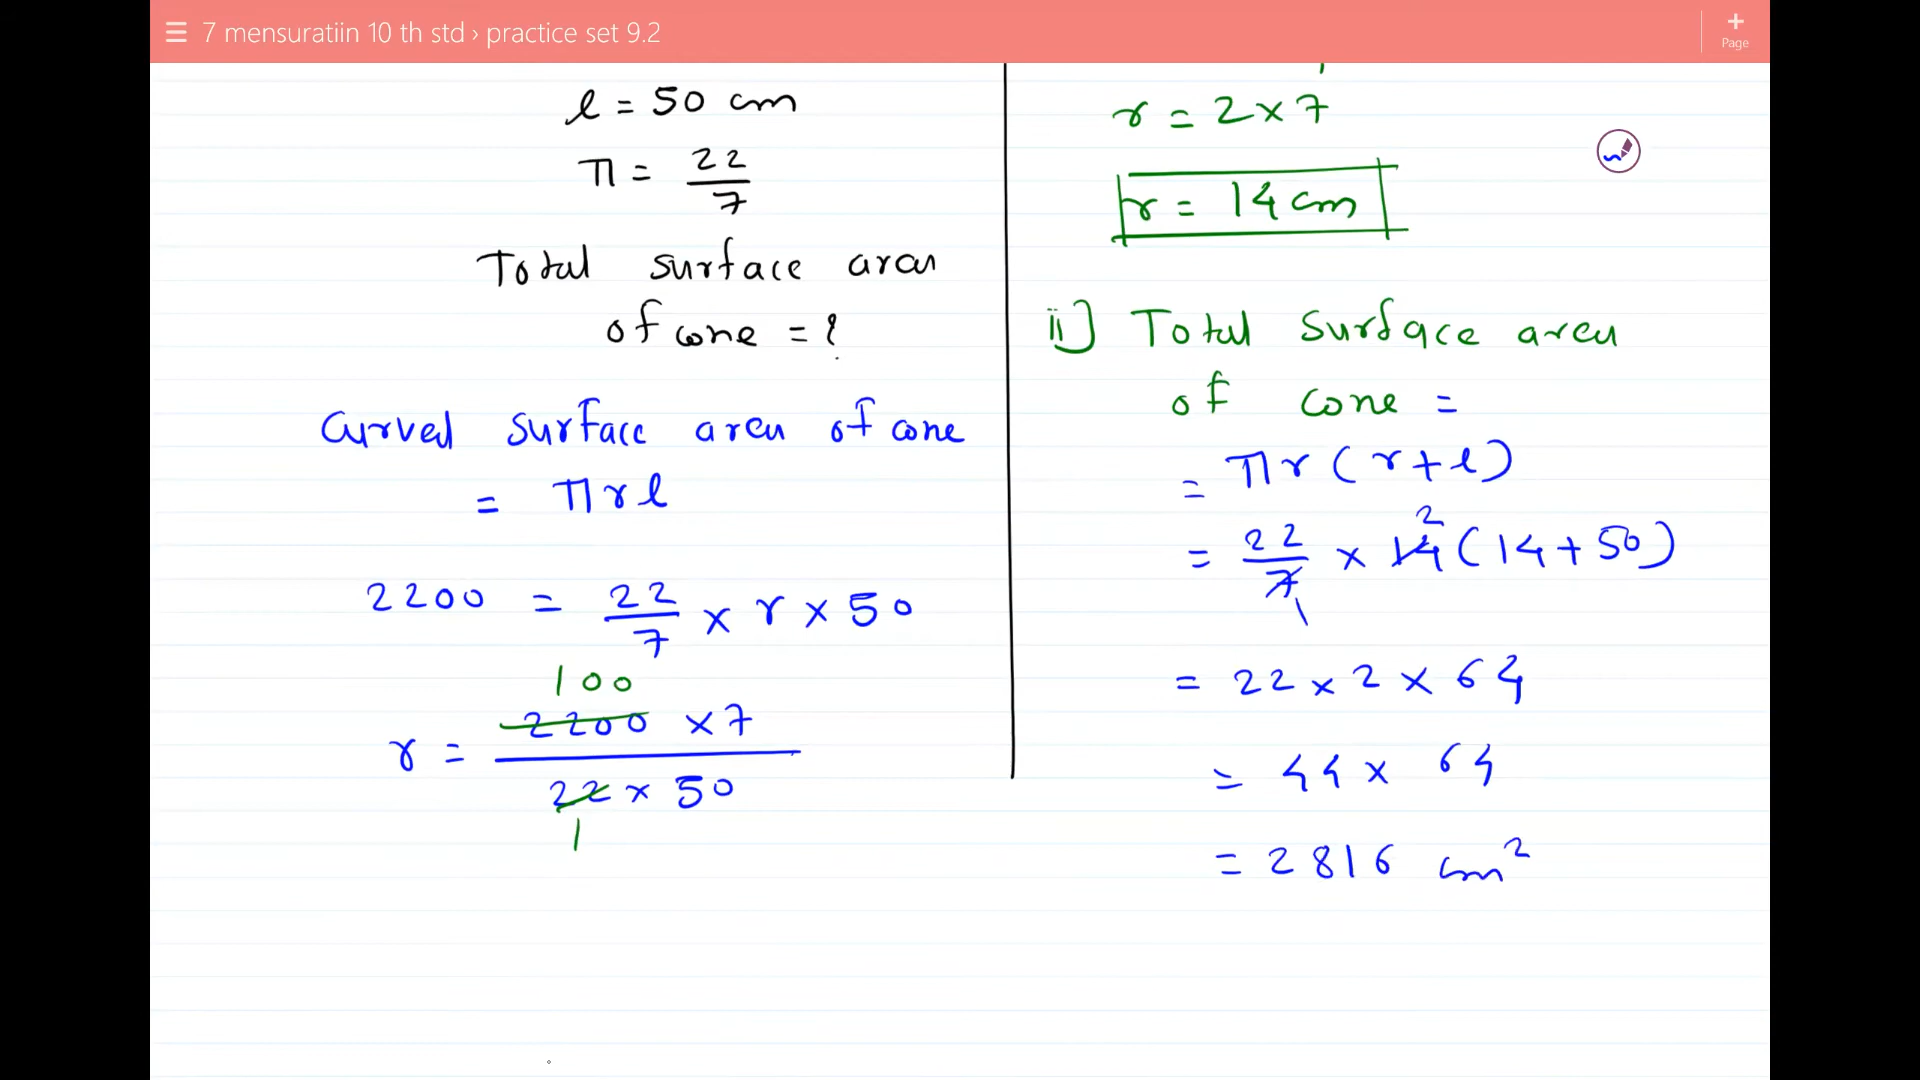 7 mensuratiin 10 th std › practice set 9.2
Page
l = 50 cm
π = 22/7
Total surface area
of cone = ?
Curved surface area of cone
= πrl
2200 = 22/7 × r × 50
100
r = 2200 × 7 / 22 × 50
1
r = 2 × 7
r = 14 cm
ii] Total surface area
of cone =
= πr (r + l)
2
= 22/7 × 14 (14 + 50)
1
= 22 × 2 × 64
= 44 × 64
= 2816 cm²